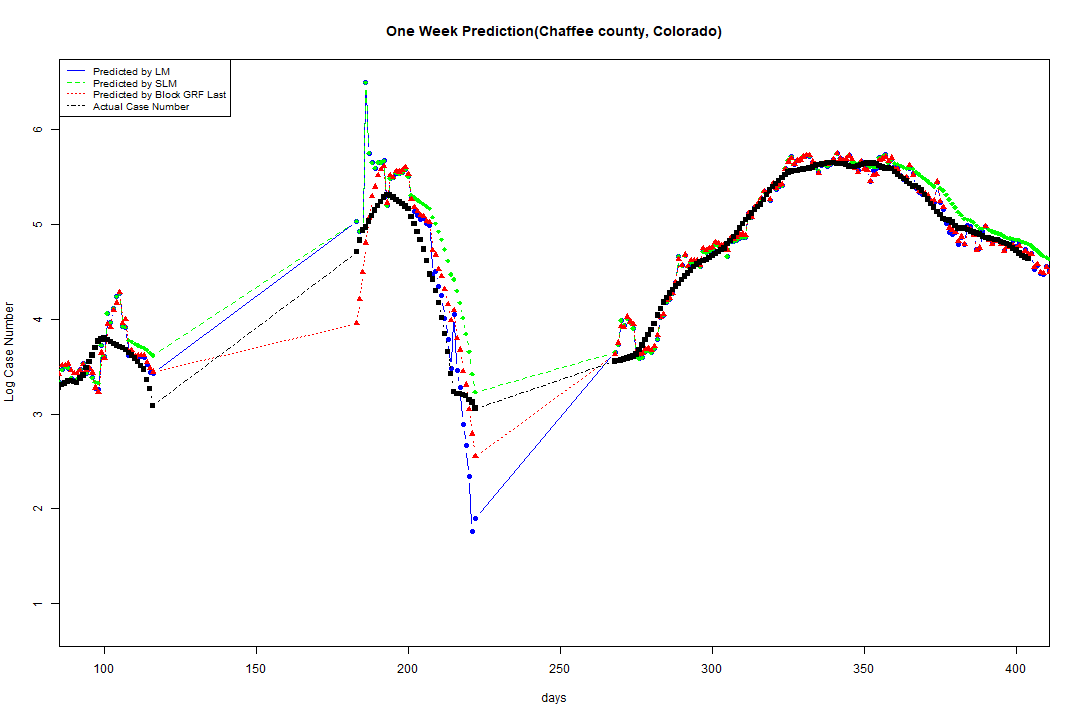 One Week Prediction(Chaffee county, Colorado)
Predicted by LM
Predicted by SLM
Predicted by Block GRF Last
Actual Case Number
Log Case Number
6
5
4
3
2
1
100 150 200 250 300 350 400
days